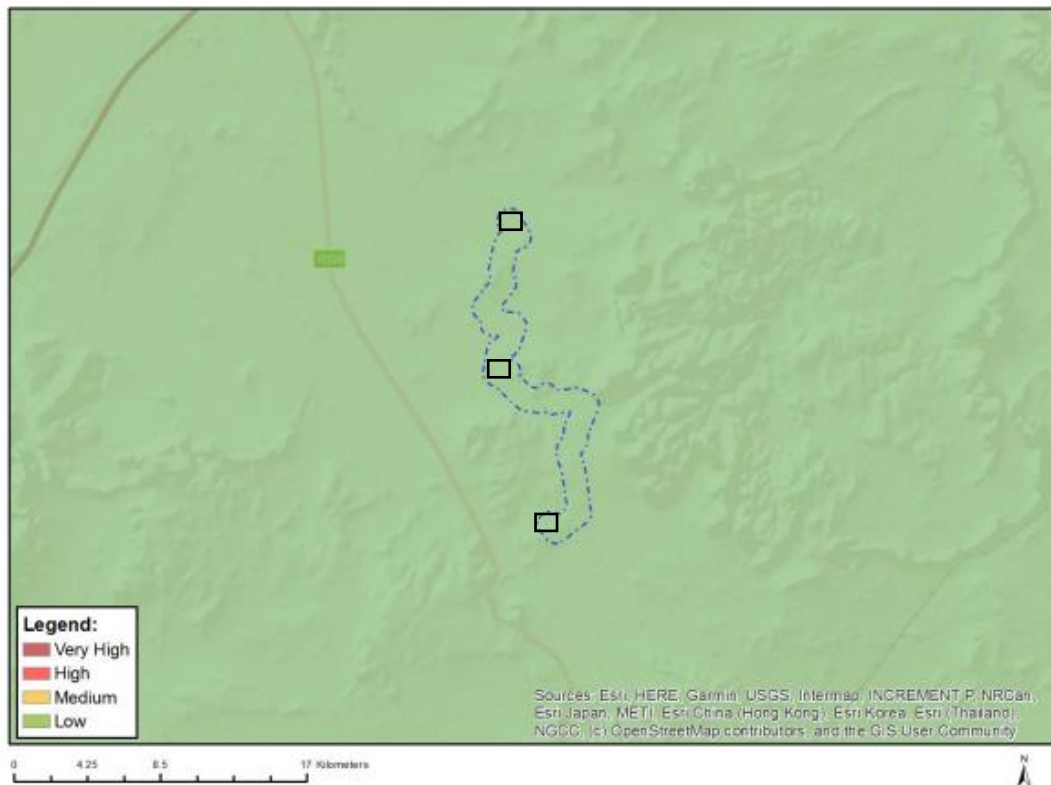 Legend:
Very High
High
Medium
Low
Sources: Esri, HERE, Garmin, USGS, Intermap, INCREMENT P, NRCan,
Esri Japan, METI, Esri China (Hong Kong), Esri Korea, Esri (Thailand),
NGCC, (c) OpenStreetMap contributors, and the GIS User Community
0 4.25 8.5 17 Kilometers
N